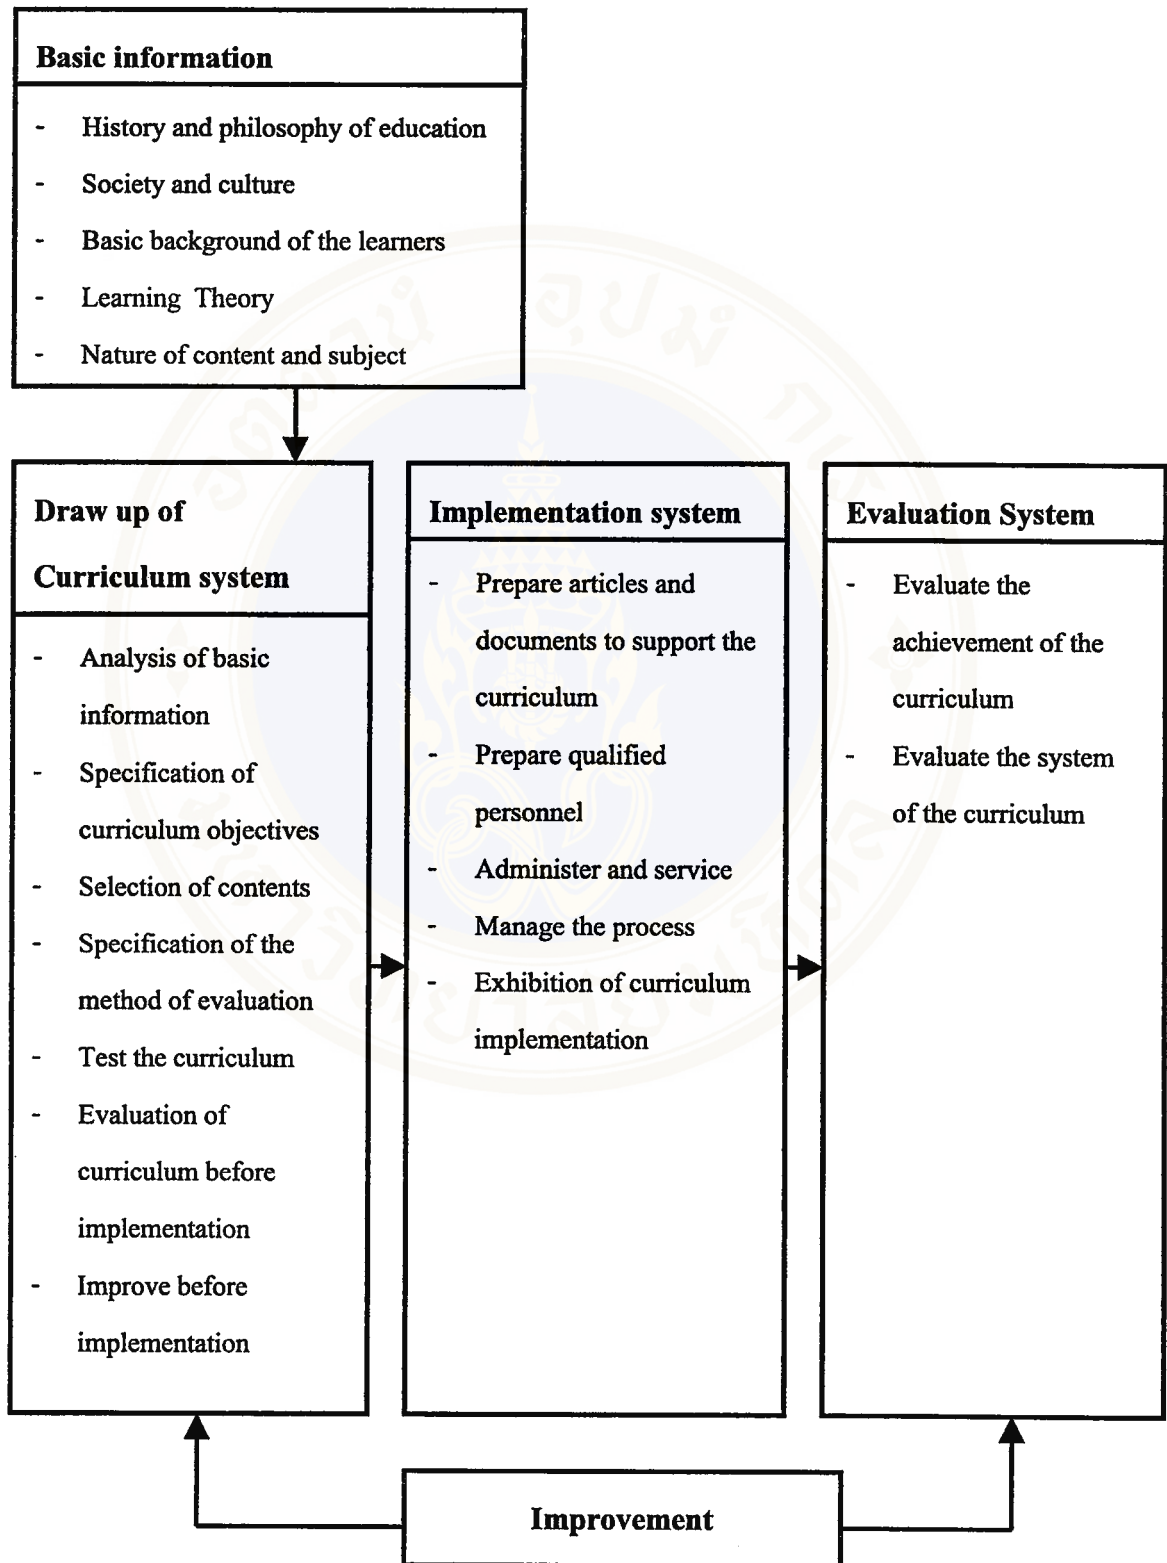 Basic information
- History and philosophy of education
- Society and culture
- Basic background of the learners
- Learning Theory
- Nature of content and subject
Draw up of
Curriculum system
- Analysis of basic
information
- Specification of
curriculum objectives
- Selection of contents
- Specification of the
method of evaluation
- Test the curriculum
- Evaluation of
curriculum before
implementation
- Improve before
implementation
Implementation system
- Prepare articles and
documents to support the
curriculum
- Prepare qualified
personnel
- Administer and service
- Manage the process
- Exhibition of curriculum
implementation
Evaluation System
- Evaluate the
achievement of the
curriculum
- Evaluate the system
of the curriculum
Improvement